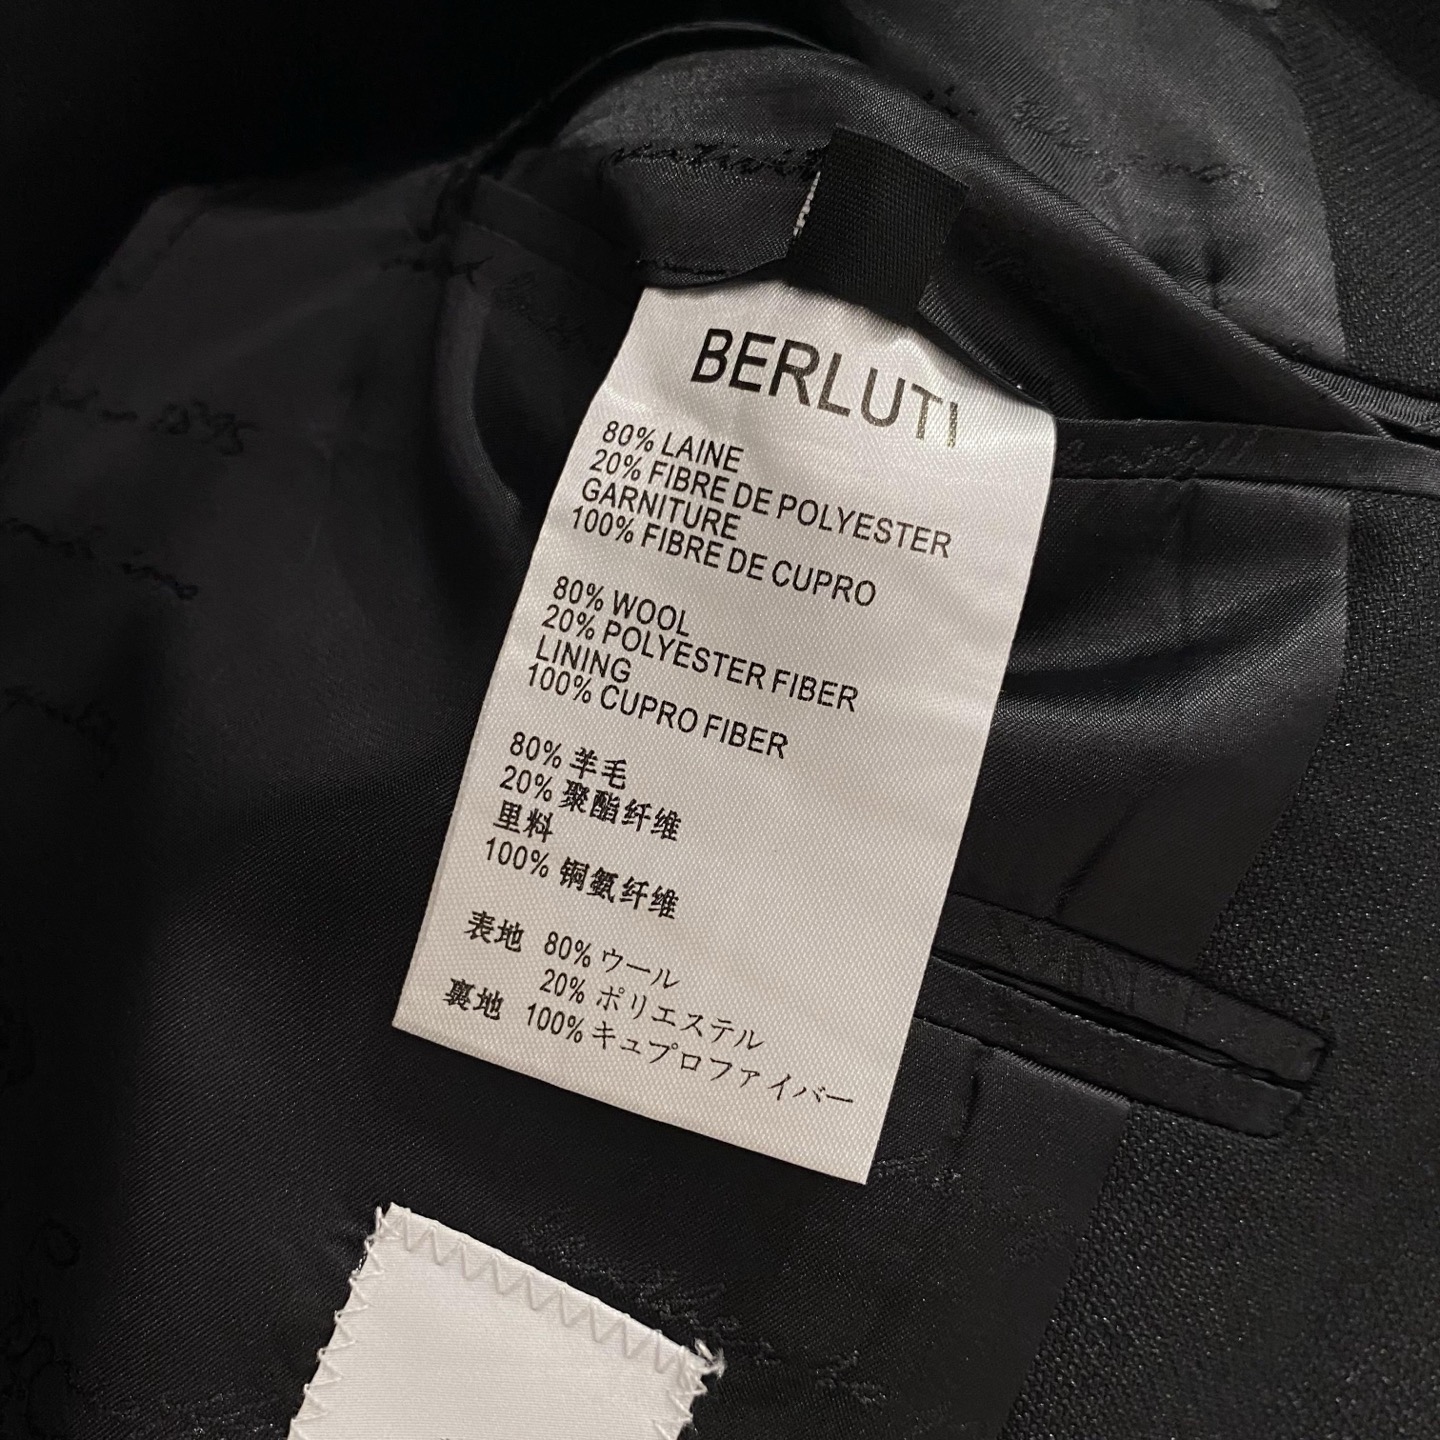 BERLUTI
80% LAINE
20% FIBRE DE POLYESTER
GARNITURE
100% FIBRE DE CUPRO
80% WOOL
20% POLYESTER FIBER
LINING
100% CUPRO FIBER
80% 羊毛
20% 聚酯纤维
里料
100% 铜氨纤维
表地 80% ウール
20% ポリエステル
裏地 100% キュプロファイバー
1895